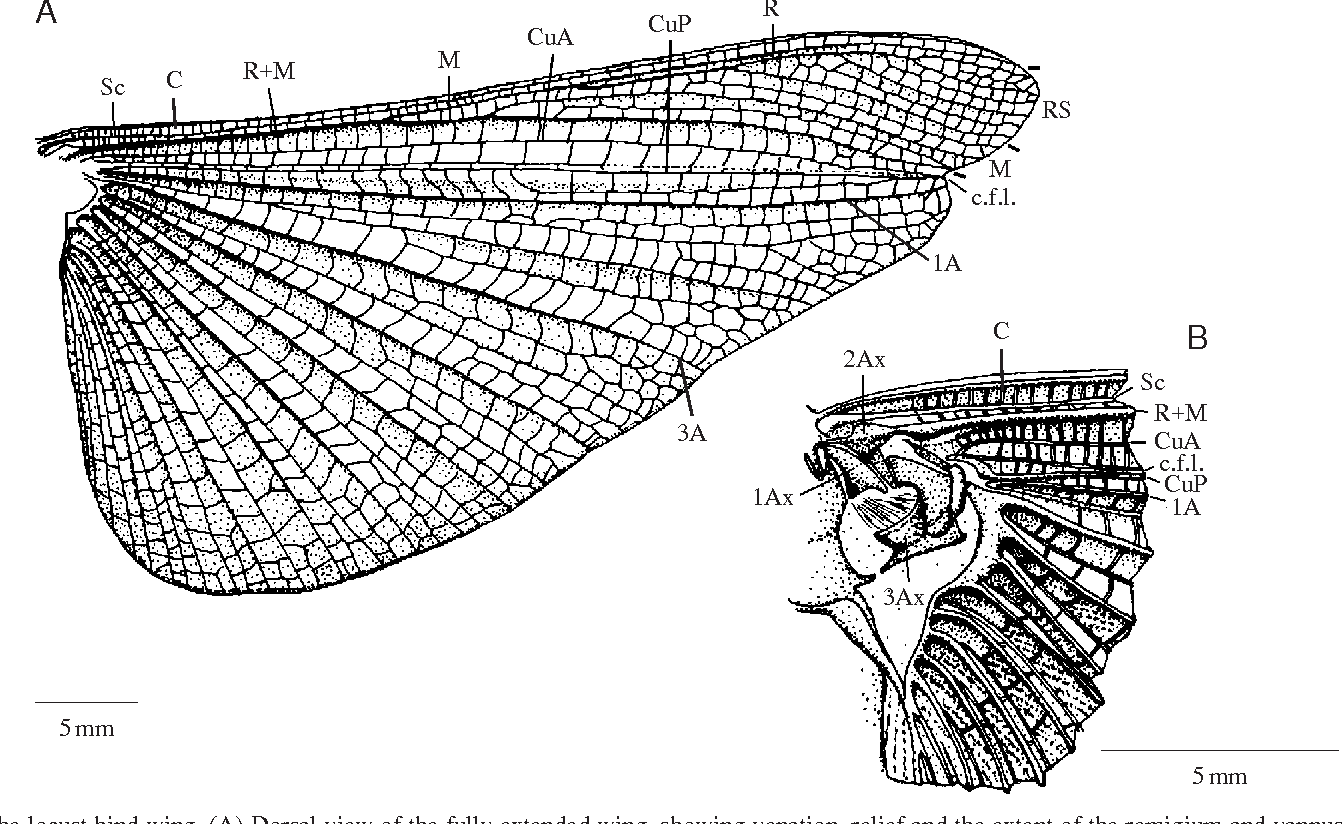 A
Sc
C
R+M
M
CuA
CuP
R
RS
M
c.f.l.
1A
3A
5 mm
B
C
2Ax
Sc
R+M
CuA
c.f.l.
CuP
1A
1Ax
3Ax
5 mm
locust hind wing. (A) Dorsal view of the fully extended wing, showing venation, relief and the extent of the remigium and vannus